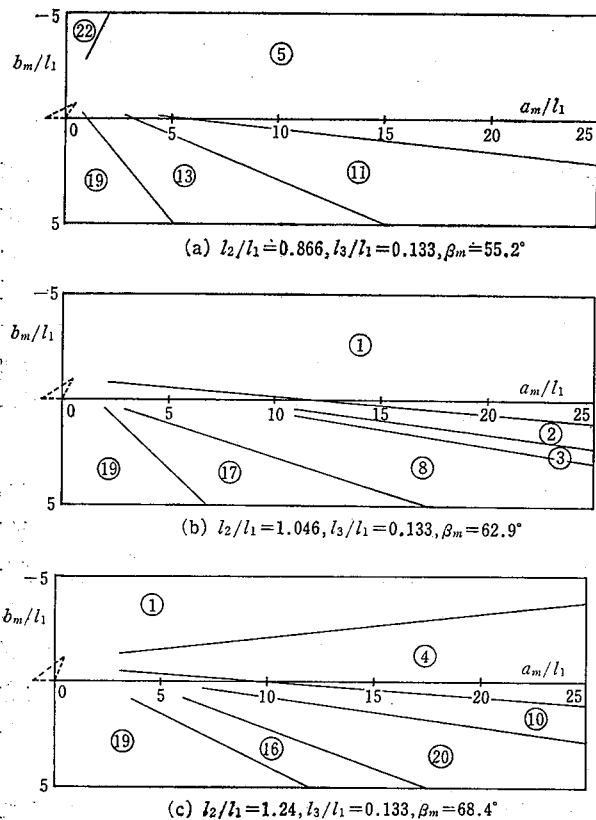 -5
㉒
⑤
b_m/l_1
a_m/l_1
0 5 10 15 20 25
⑲
⑬
⑪
5
(a) l_2/l_1≒0.866, l_3/l_1=0.133, β_m≒55.2°
-5
①
b_m/l_1
a_m/l_1
0 5 10 15 20 25
②
③
⑲
⑰
⑧
5
(b) l_2/l_1=1.046, l_3/l_1=0.133, β_m=62.9°
-5
①
b_m/l_1
④
a_m/l_1
0 5 10 15 20 25
⑩
⑲
⑯
⑳
5
(c) l_2/l_1=1.24, l_3/l_1=0.133, β_m=68.4°